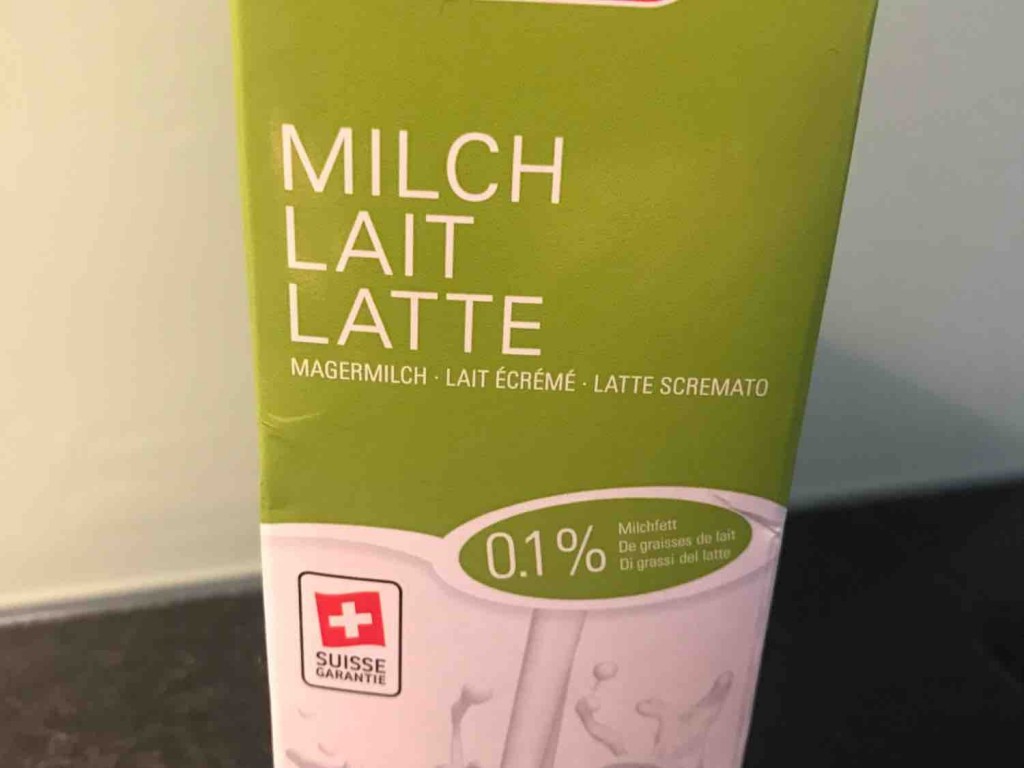 MILCH
LAIT
LATTE
MAGERMILCH · LAIT ÉCRÉMÉ · LATTE SCREMATO
0.1%
Milchfett
De graisses de lait
Di grassi del latte
SUISSE
GARANTIE